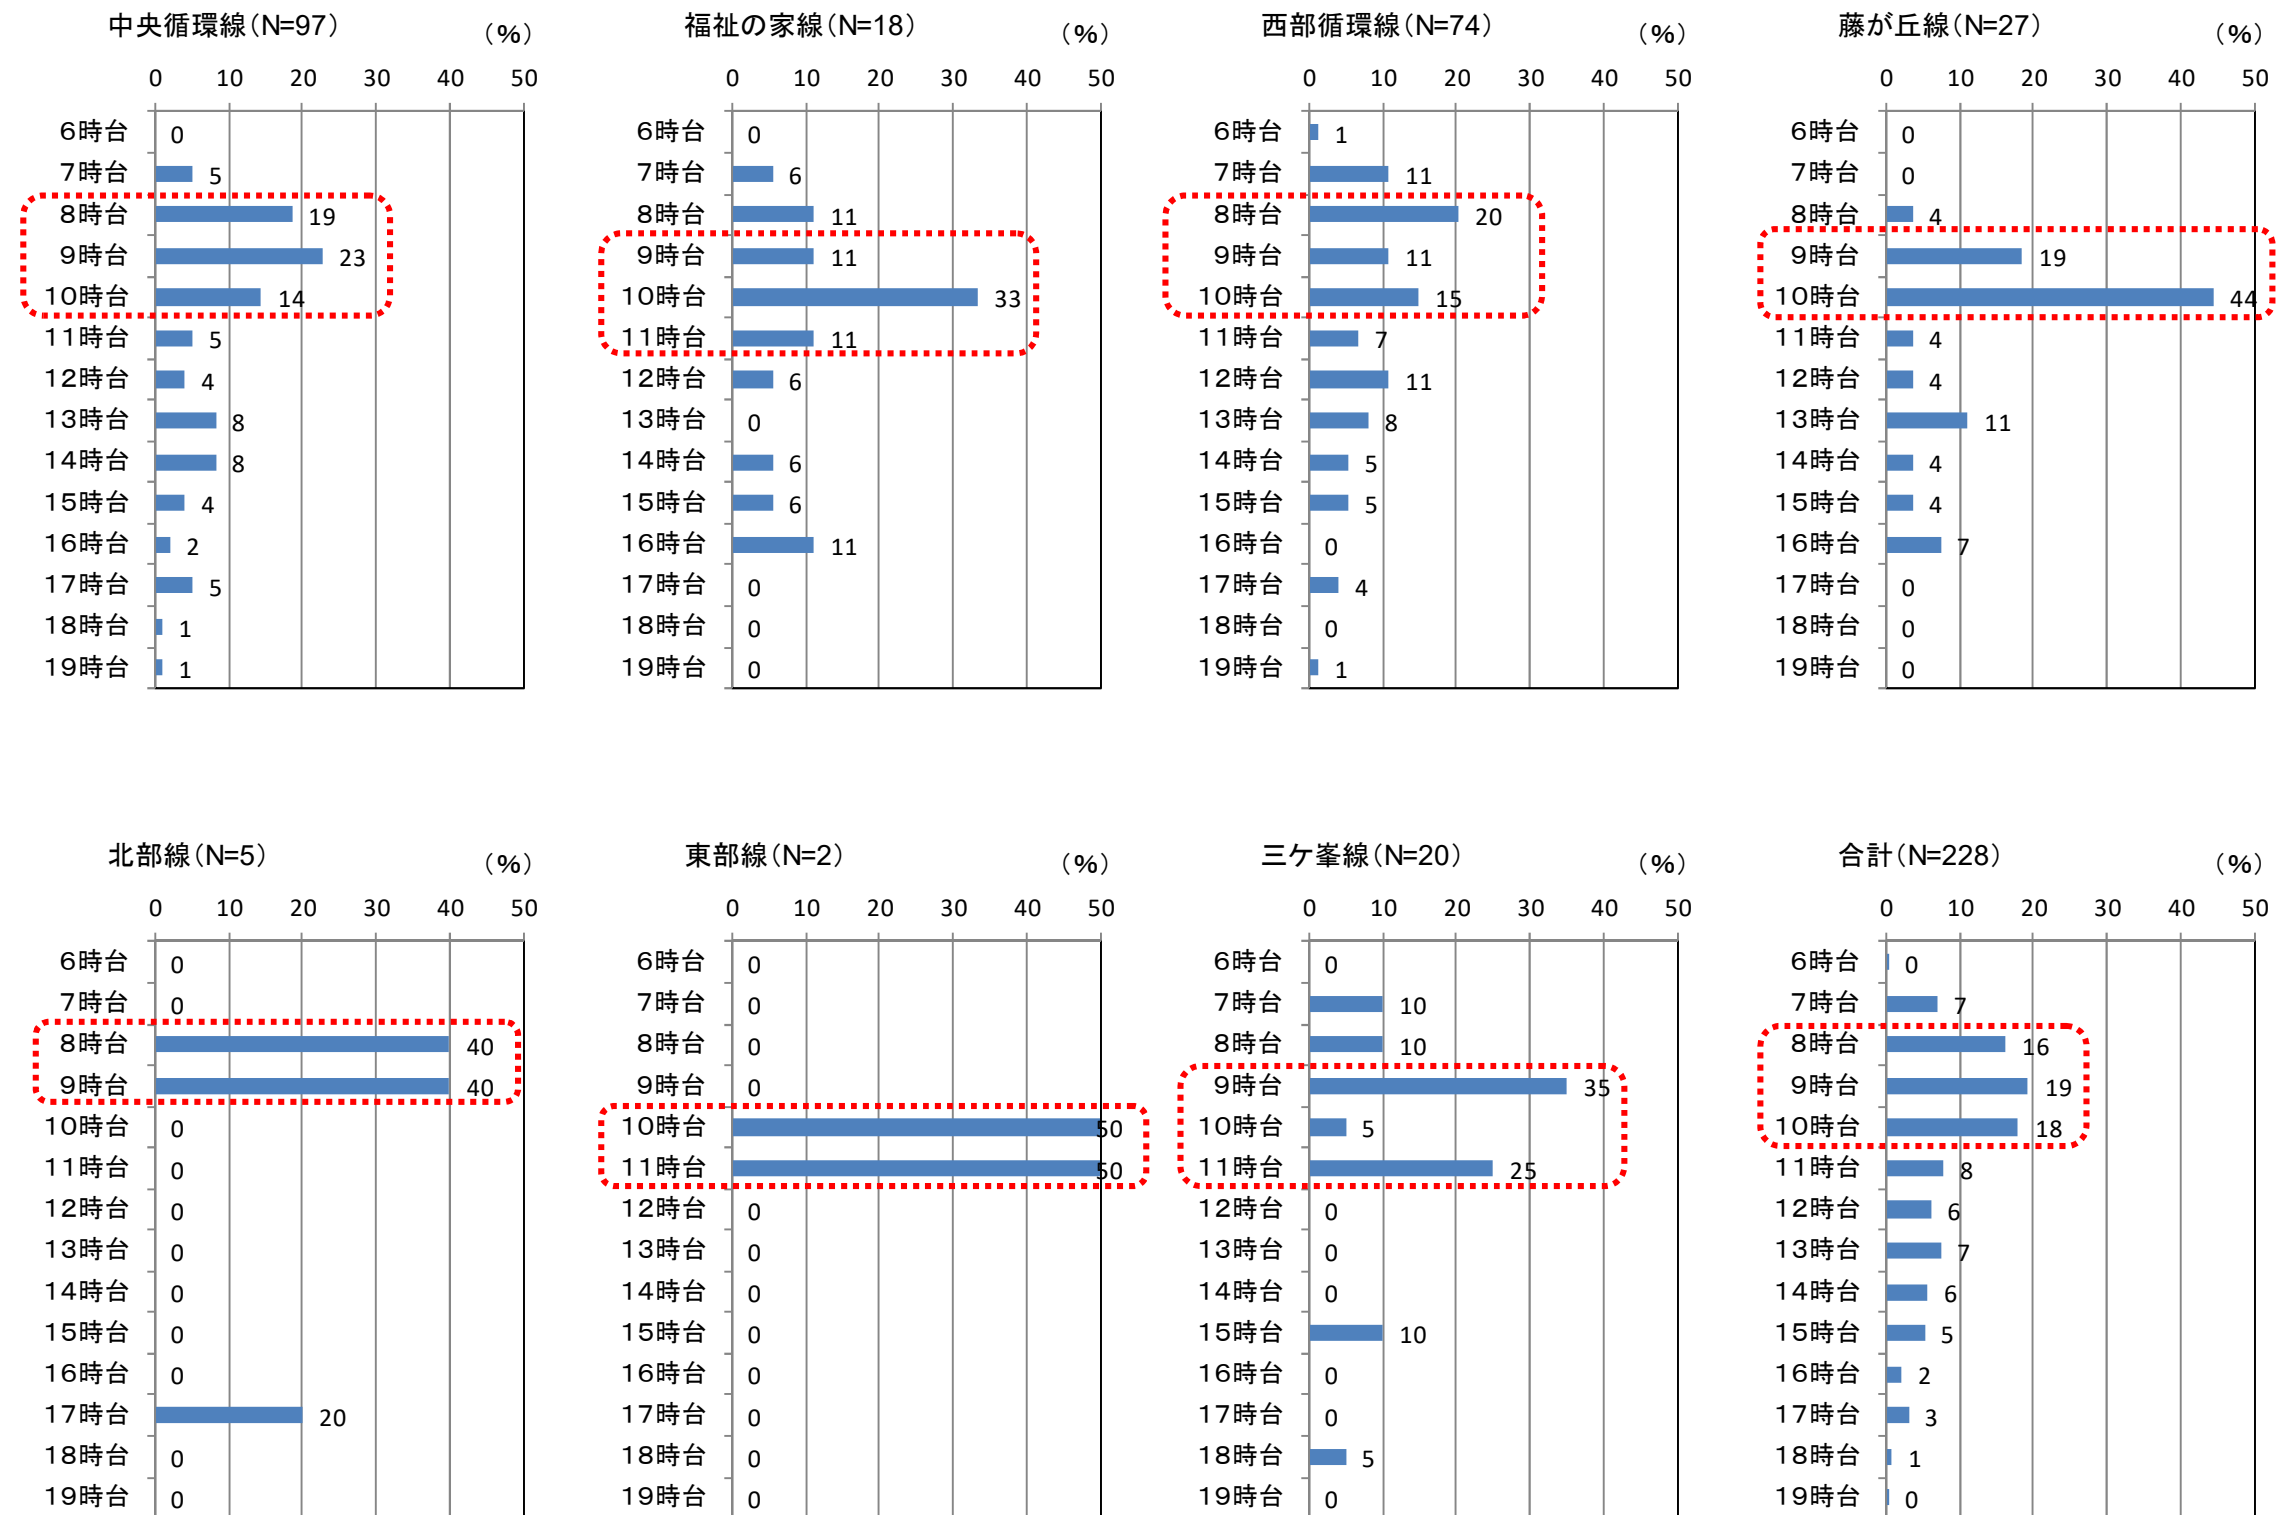 中央循環線（N=97）
（%）
0 10 20 30 40 50
6時台 0
7時台 5
8時台 19
9時台 23
10時台 14
11時台 5
12時台 4
13時台 8
14時台 8
15時台 4
16時台 2
17時台 5
18時台 1
19時台 1
福祉の家線（N=18）
（%）
0 10 20 30 40 50
6時台 0
7時台 6
8時台 11
9時台 11
10時台 33
11時台 11
12時台 6
13時台 0
14時台 6
15時台 6
16時台 11
17時台 0
18時台 0
19時台 0
西部循環線（N=74）
（%）
0 10 20 30 40 50
6時台 1
7時台 11
8時台 20
9時台 11
10時台 15
11時台 7
12時台 11
13時台 8
14時台 5
15時台 5
16時台 0
17時台 4
18時台 0
19時台 1
藤が丘線（N=27）
（%）
0 10 20 30 40 50
6時台 0
7時台 0
8時台 4
9時台 19
10時台 44
11時台 4
12時台 4
13時台 11
14時台 4
15時台 4
16時台 7
17時台 0
18時台 0
19時台 0
北部線（N=5）
（%）
0 10 20 30 40 50
6時台 0
7時台 0
8時台 40
9時台 40
10時台 0
11時台 0
12時台 0
13時台 0
14時台 0
15時台 0
16時台 0
17時台 20
18時台 0
19時台 0
東部線（N=2）
（%）
0 10 20 30 40 50
6時台 0
7時台 0
8時台 0
9時台 0
10時台 50
11時台 50
12時台 0
13時台 0
14時台 0
15時台 0
16時台 0
17時台 0
18時台 0
19時台 0
三ケ峯線（N=20）
（%）
0 10 20 30 40 50
6時台 0
7時台 10
8時台 10
9時台 35
10時台 5
11時台 25
12時台 0
13時台 0
14時台 0
15時台 10
16時台 0
17時台 0
18時台 5
19時台 0
合計（N=228）
（%）
0 10 20 30 40 50
6時台 0
7時台 7
8時台 16
9時台 19
10時台 18
11時台 8
12時台 6
13時台 7
14時台 6
15時台 5
16時台 2
17時台 3
18時台 1
19時台 0